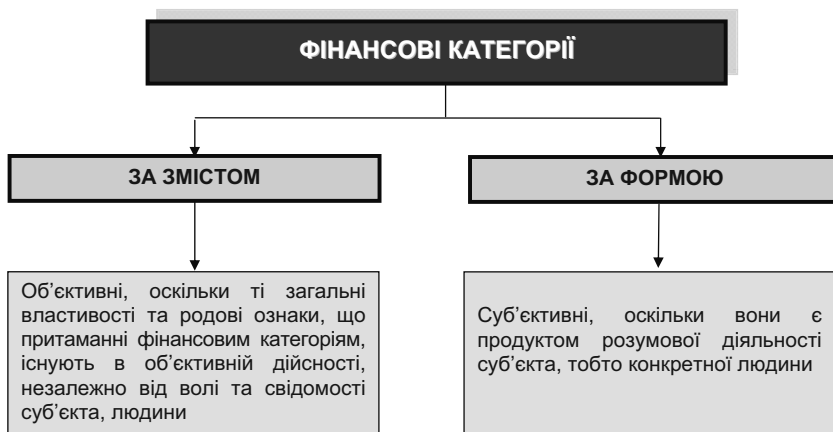 ФІНАНСОВІ КАТЕГОРІЇ
ЗА ЗМІСТОМ
ЗА ФОРМОЮ
Об’єктивні, оскільки ті загальні
властивості та родові ознаки, що
притаманні фінансовим категоріям,
існують в об’єктивній дійсності,
незалежно від волі та свідомості
суб’єкта, людини
Суб’єктивні, оскільки вони є
продуктом розумової діяльності
суб’єкта, тобто конкретної людини